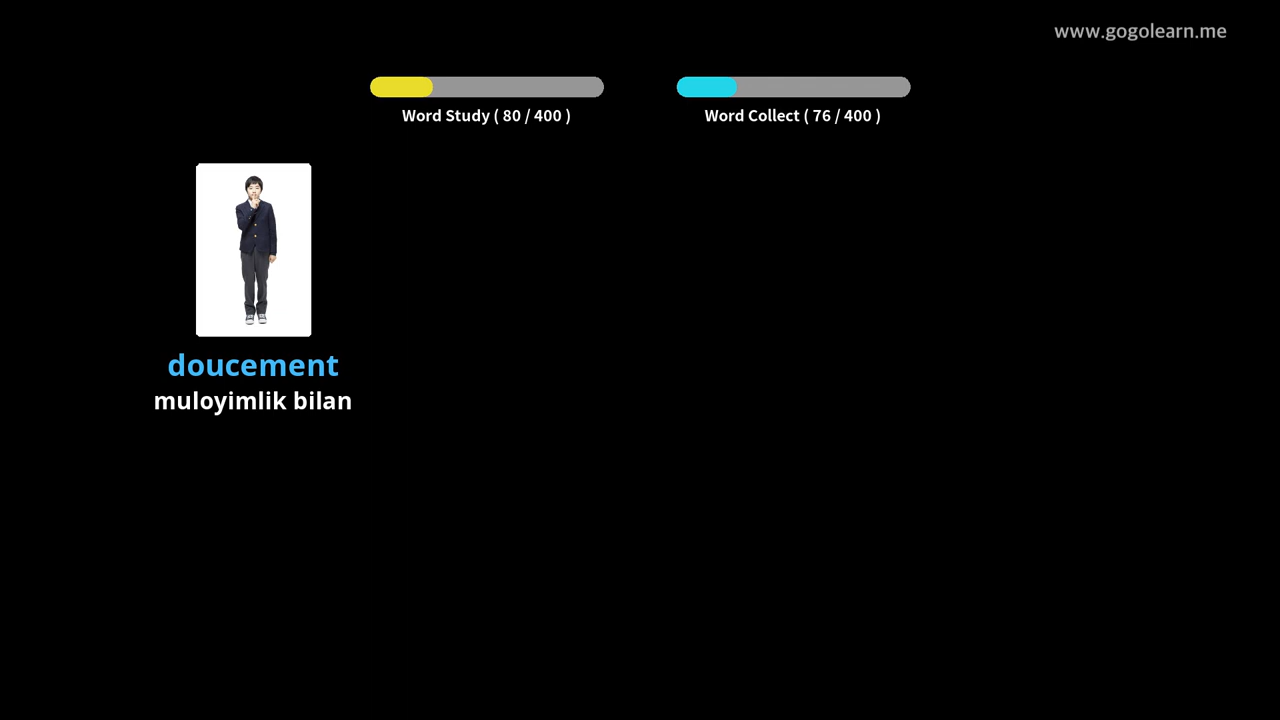 www.gogolearn.me
Word Study ( 80 / 400 )
Word Collect ( 76 / 400 )
doucement
muloyimlik bilan